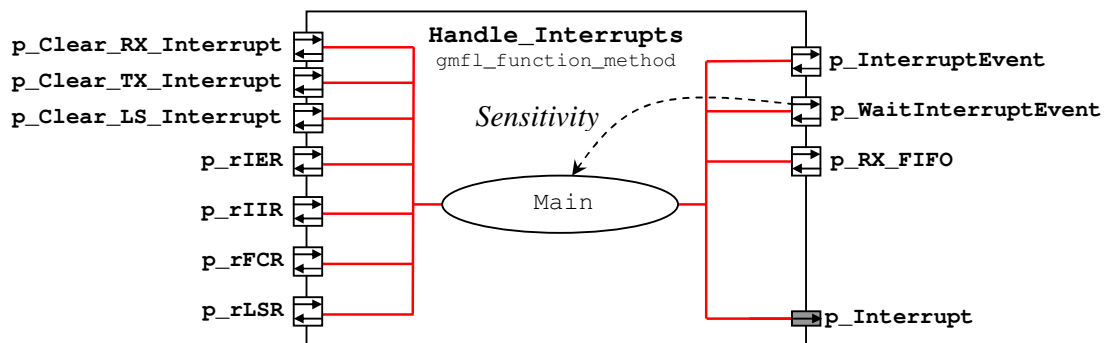 Handle_Interrupts
gmfl_function_method
p_Clear_RX_Interrupt
p_Clear_TX_Interrupt
p_Clear_LS_Interrupt
p_rIER
p_rIIR
p_rFCR
p_rLSR
Sensitivity
Main
p_InterruptEvent
p_WaitInterruptEvent
p_RX_FIFO
p_Interrupt